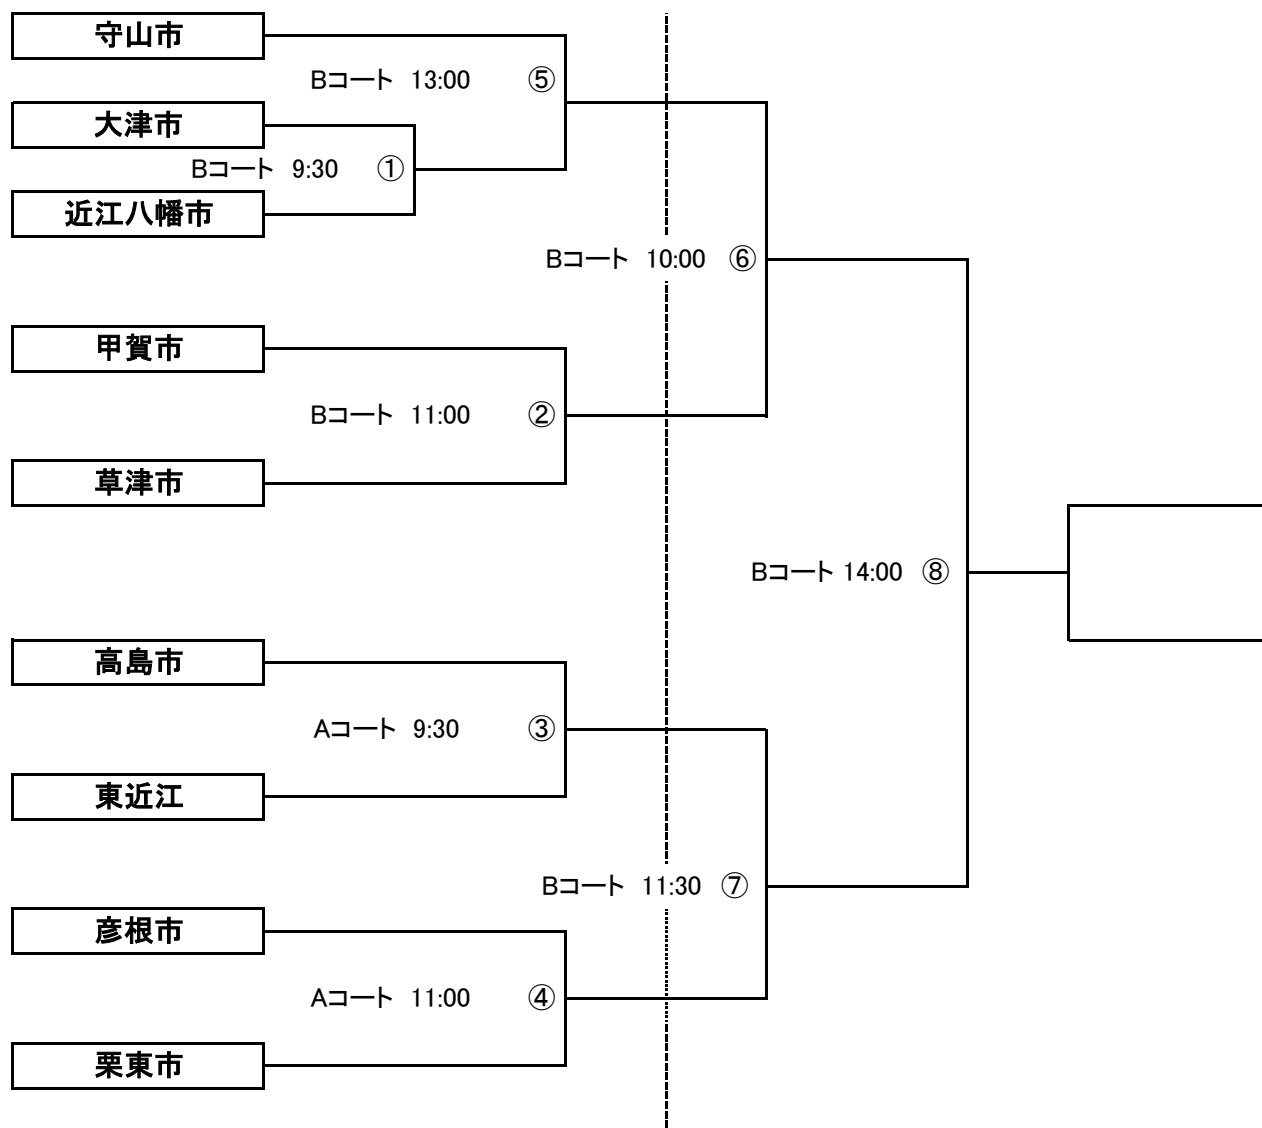 守山市
Bコート 13:00 ⑤
大津市
Bコート 9:30 ①
近江八幡市
Bコート 10:00 ⑥
甲賀市
Bコート 11:00 ②
草津市
Bコート 14:00 ⑧
高島市
Aコート 9:30 ③
東近江
Bコート 11:30 ⑦
彦根市
Aコート 11:00 ④
栗東市